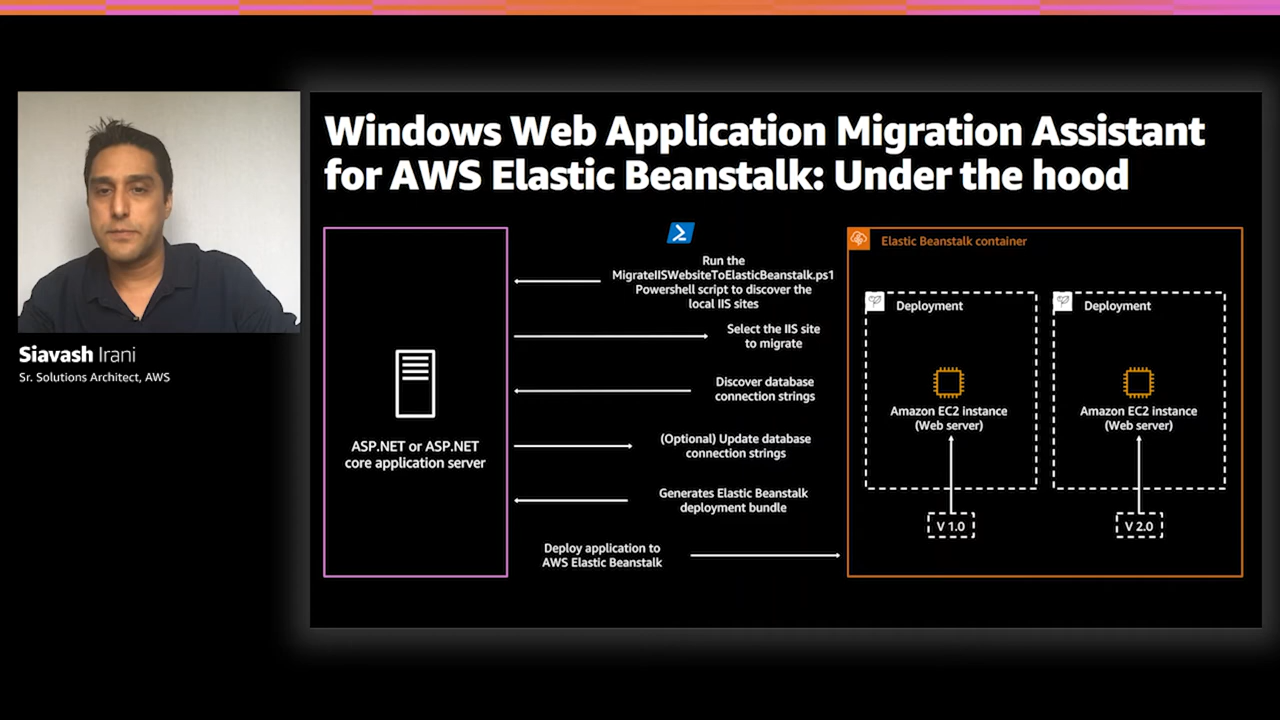 Windows Web Application Migration Assistant
for AWS Elastic Beanstalk: Under the hood
Siavash Irani
Sr. Solutions Architect, AWS
ASP.NET or ASP.NET
core application server
Run the
MigrateIISWebsiteToElasticBeanstalk.ps1
Powershell script to discover the
local IIS sites
Select the IIS site
to migrate
Discover database
connection strings
(Optional) Update database
connection strings
Generates Elastic Beanstalk
deployment bundle
Deploy application to
AWS Elastic Beanstalk
Elastic Beanstalk container
Deployment
Amazon EC2 instance
(Web server)
V 1.0
Deployment
Amazon EC2 instance
(Web server)
V 2.0